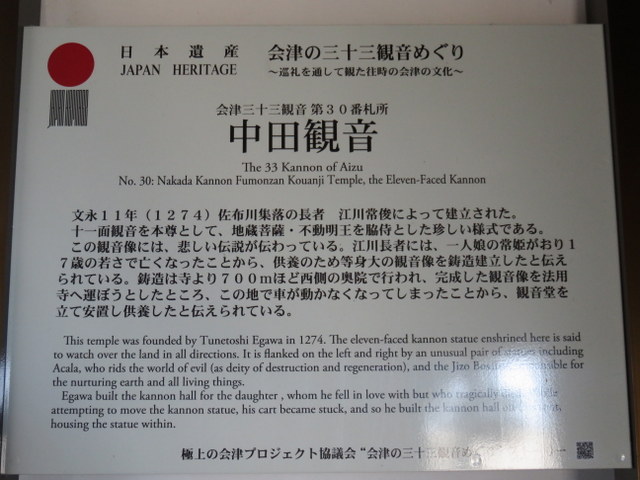 日本遺産 会津の三十三観音めぐり
JAPAN HERITAGE ～巡礼を通して観た往時の会津の文化～
会津三十三観音 第30番札所
中田観音
The 33 Kannon of Aizu
No. 30: Nakada Kannon Fumonzan Kouanji Temple, the Eleven-Faced Kannon
文永11年（1274）佐布川集落の長者 江川常俊によって建立された。
十一面観音を本尊として、地蔵菩薩・不動明王を脇侍とした珍しい様式である。
この観音像には、悲しい伝説が伝わっている。江川長者には、一人娘の常姫がおり1
7歳の若さで亡くなったことから、供養のため等身大の観音像を鋳造建立したと伝え
られている。鋳造は寺より700mほど西側の奥院で行われ、完成した観音像を法用
寺へ運ぼうとしたところ、この地で車が動かなくなってしまったことから、観音堂を
立て安置し供養したと伝えられている。
This temple was founded by Tunetoshi Egawa in 1274. The eleven-faced kannon statue enshrined here is said
to watch over the land in all directions. It is flanked on the left and right by an unusual pair of statues including
Acala, who rids the world of evil (as deity of destruction and regeneration), and the Jizo responsible for
the nurturing earth and all living things.
Egawa built the kannon hall for the daughter , whom he fell in love with but who tragically
attempting to move the kannon statue, his cart became stuck, and so he built the kannon hall
housing the statue within.
極上の会津プロジェクト協議会 “会津の三十三観音め